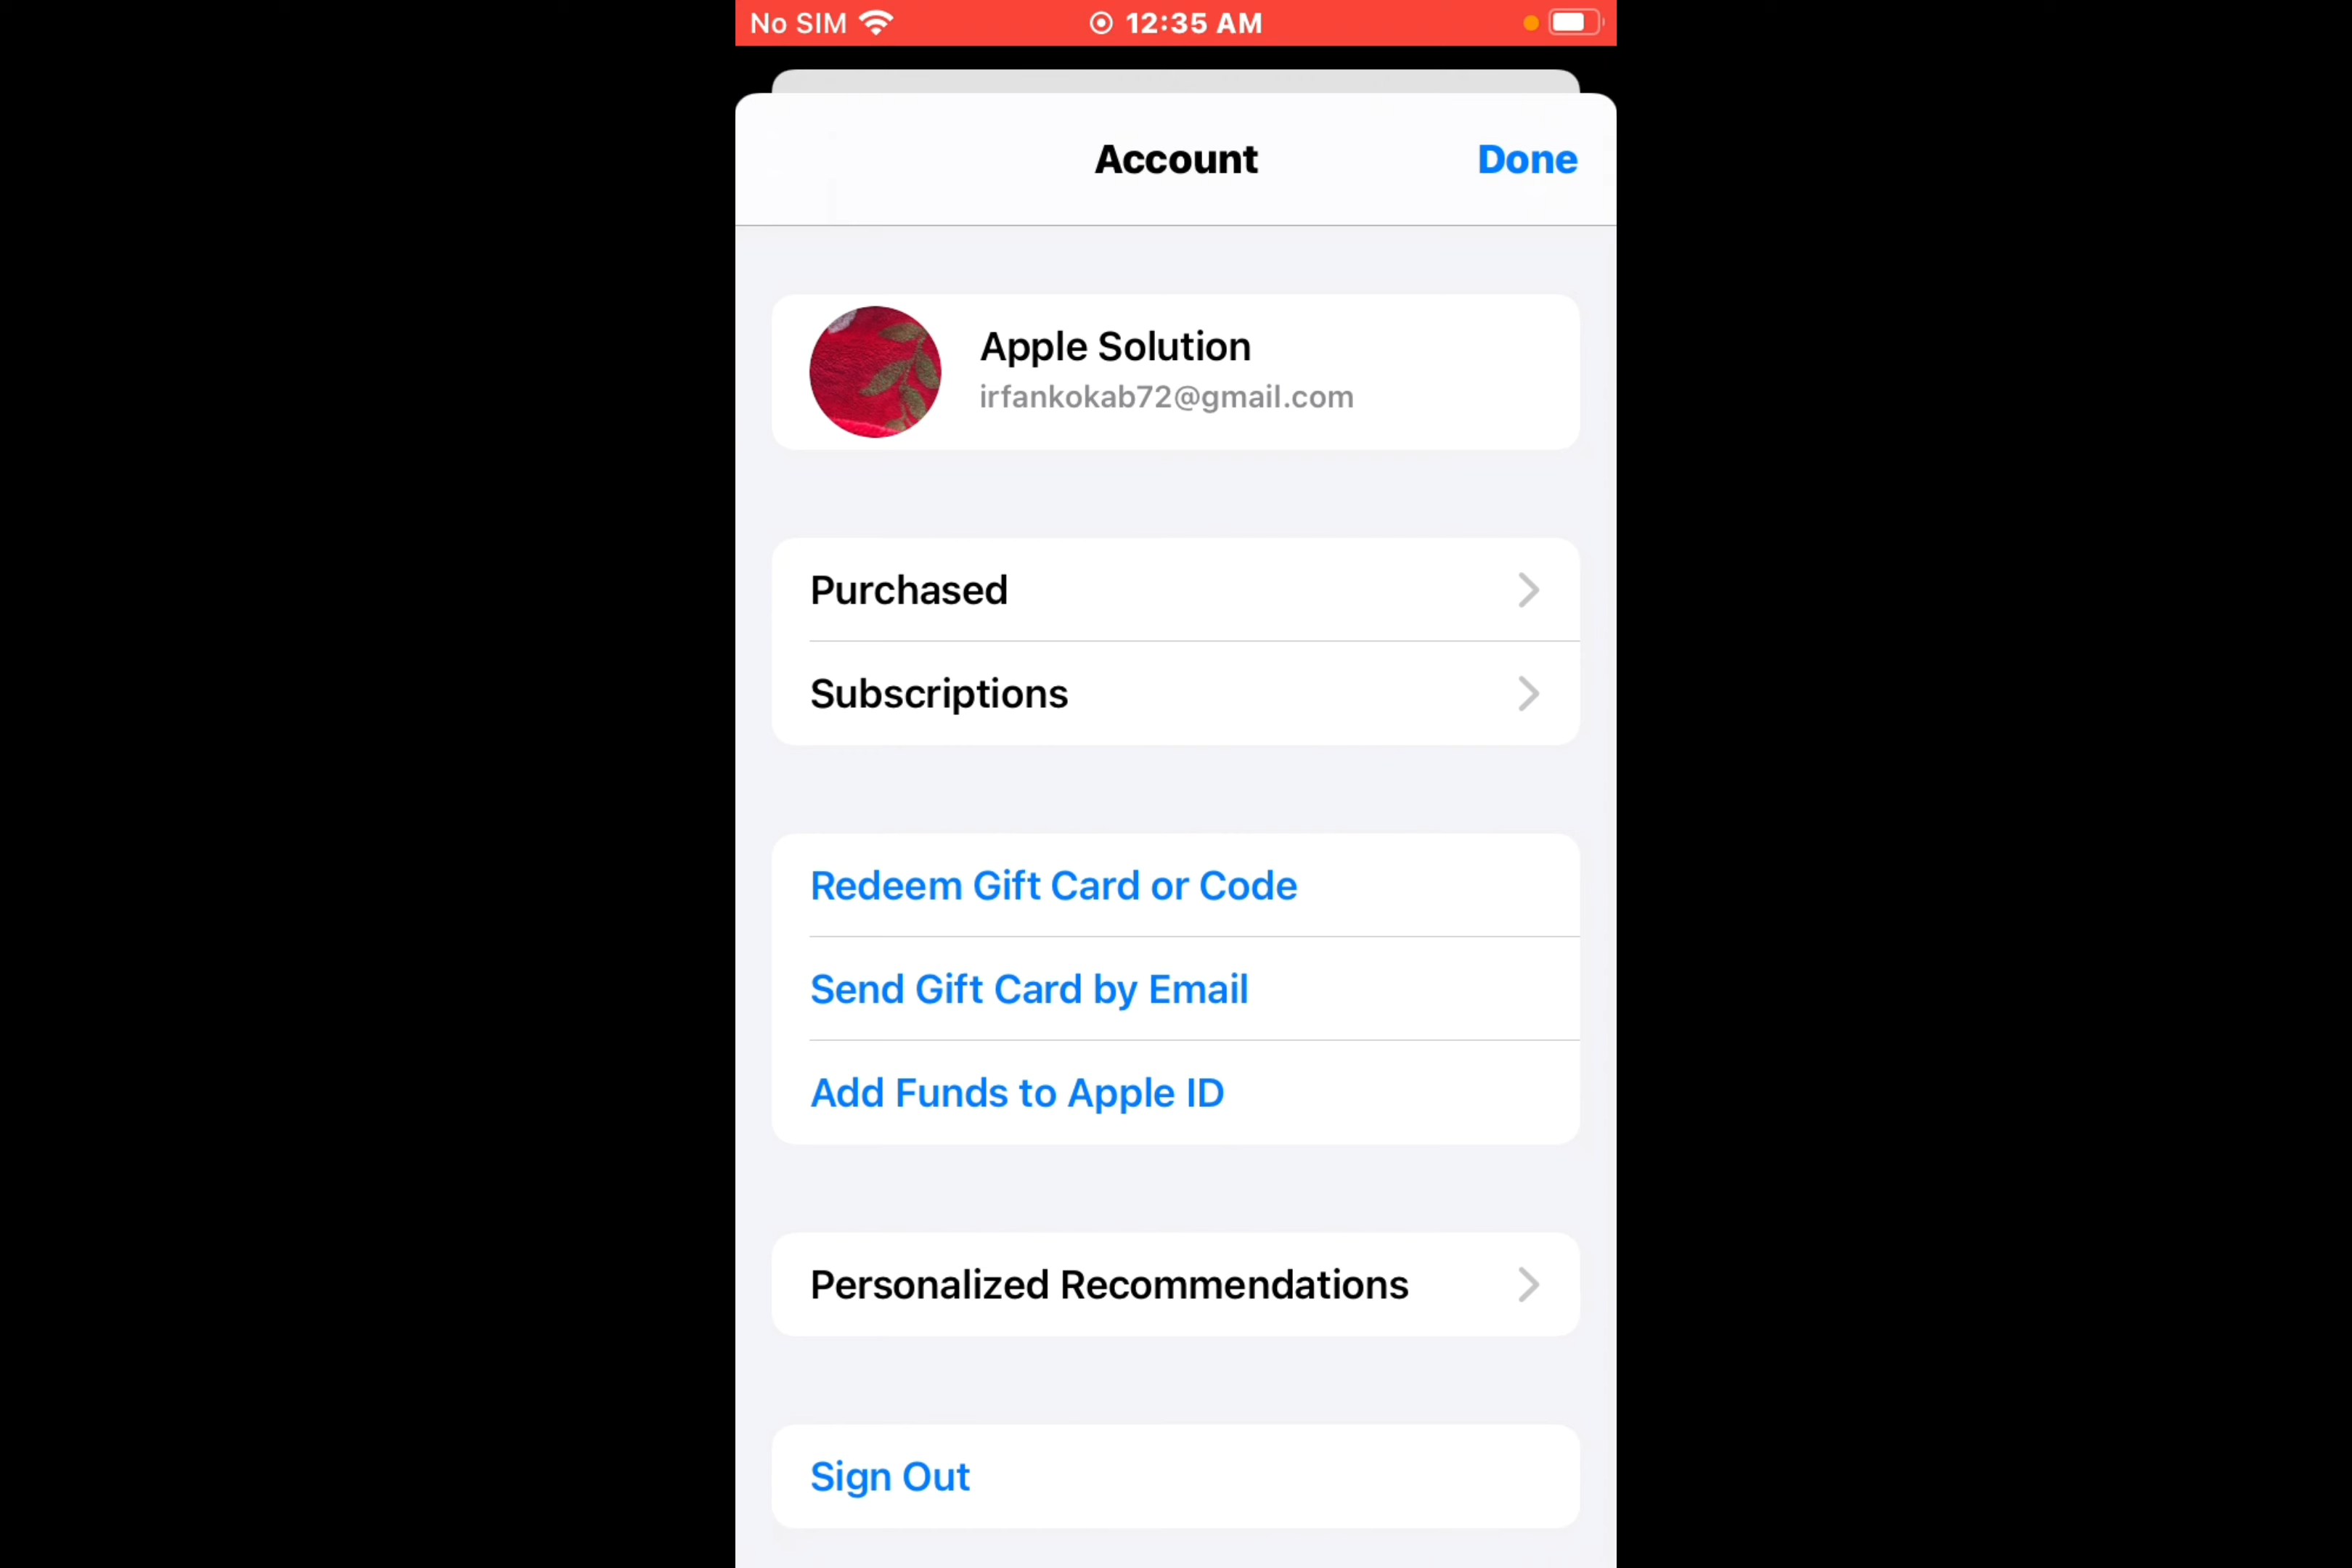 No SIM 12:35 AM
Account Done
Apple Solution
irfankokab72@gmail.com
Purchased
Subscriptions
Redeem Gift Card or Code
Send Gift Card by Email
Add Funds to Apple ID
Personalized Recommendations
Sign Out